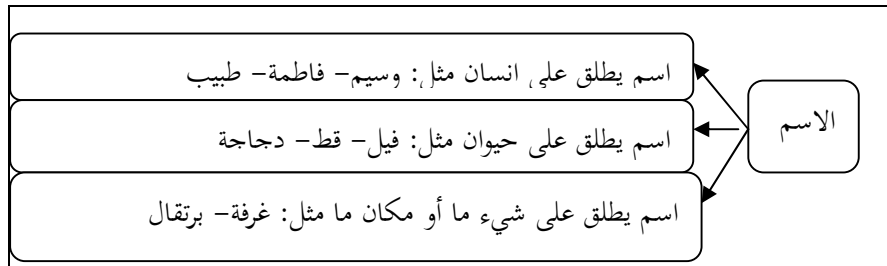 الاسم
اسم يطلق على انسان مثل: وسيم– فاطمة– طبيب
اسم يطلق على حيوان مثل: فيل– قط– دجاجة
اسم يطلق على شيء ما أو مكان ما مثل: غرفة– برتقال